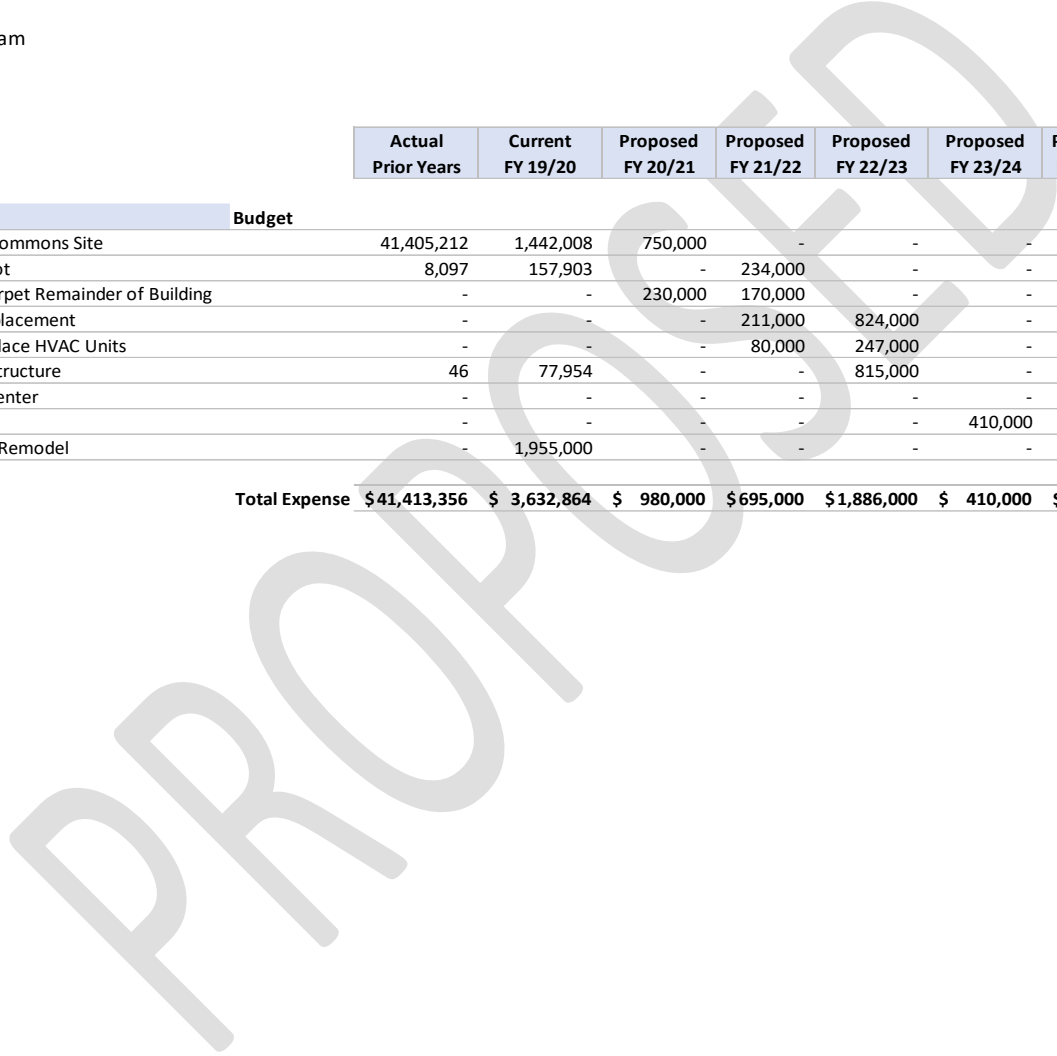 am
Actual Current Proposed Proposed Proposed Proposed
Prior Years FY 19/20 FY 20/21 FY 21/22 FY 22/23 FY 23/24
Budget
ommons Site 41,405,212 1,442,008 750,000 - - -
ot 8,097 157,903 - 234,000 - -
rpet Remainder of Building - - 230,000 170,000 - -
lacement - - - 211,000 824,000 -
lace HVAC Units - - - 80,000 247,000 -
tructure 46 77,954 - - 815,000 -
enter - - - - - -
- - - - - 410,000
Remodel - 1,955,000 - - - -
Total Expense $41,413,356 $ 3,632,864 $ 980,000 $695,000 $1,886,000 $ 410,000 $
PROPOSED